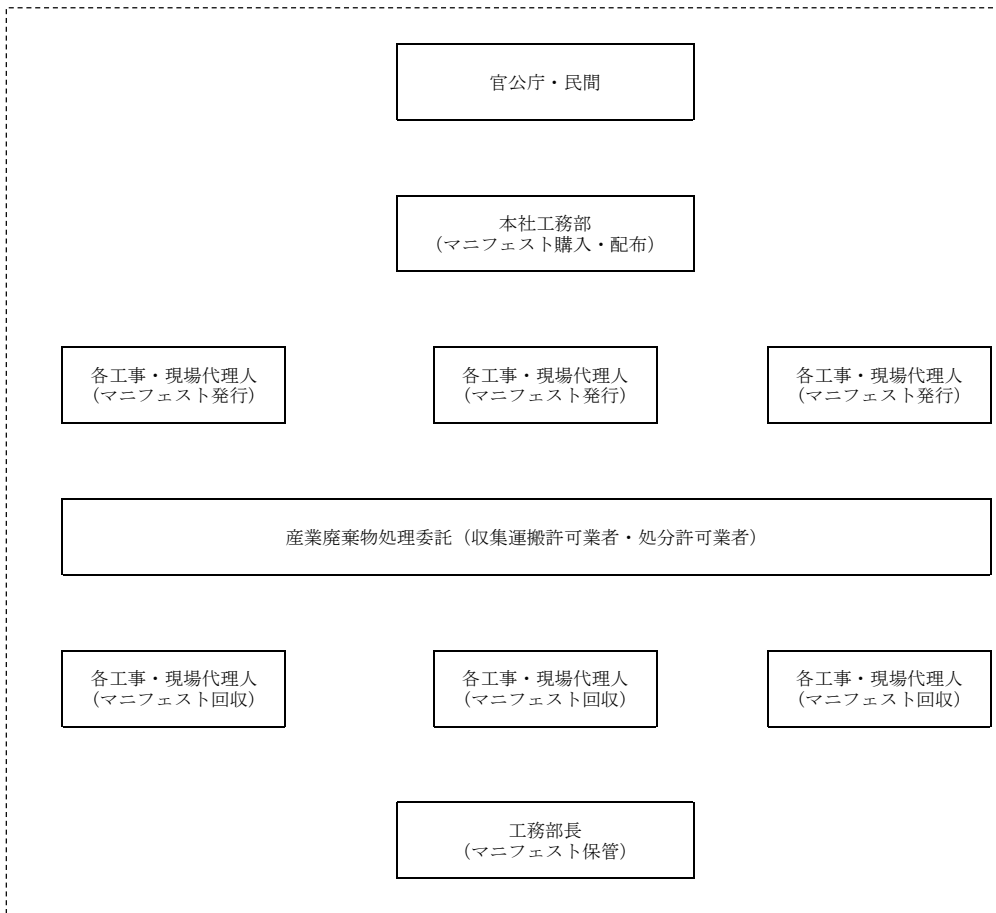 官公庁・民間
本社工務部
（マニフェスト購入・配布）
各工事・現場代理人
（マニフェスト発行）
各工事・現場代理人
（マニフェスト発行）
各工事・現場代理人
（マニフェスト発行）
産業廃棄物処理委託（収集運搬許可業者・処分許可業者）
各工事・現場代理人
（マニフェスト回収）
各工事・現場代理人
（マニフェスト回収）
各工事・現場代理人
（マニフェスト回収）
工務部長
（マニフェスト保管）